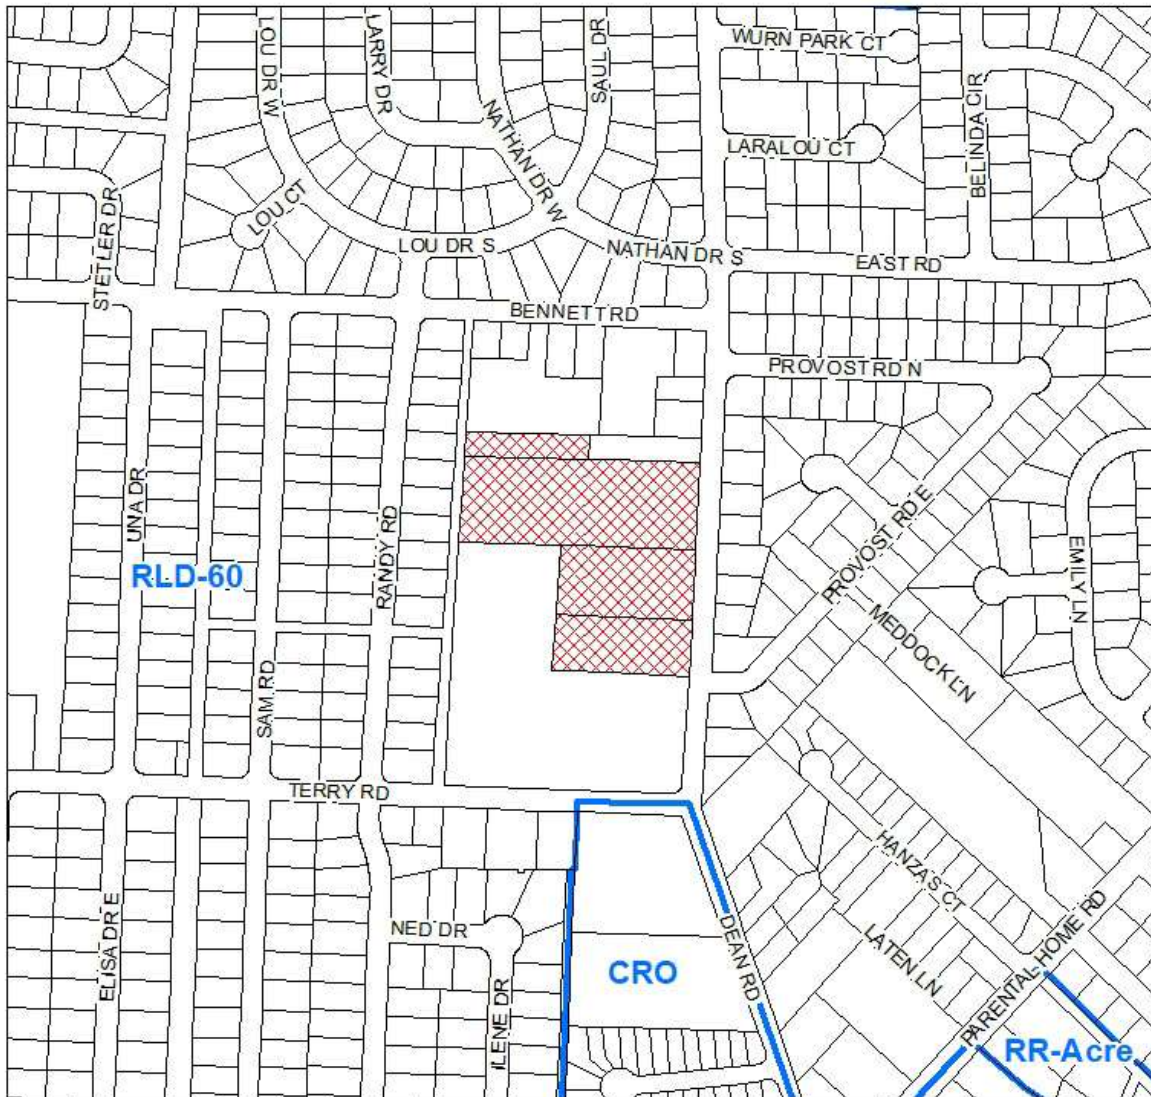 LOU DR W
LARRY DR
SAUL DR
WURN PARK CT
NATHAN DR W
BELINDA CIR
LARALOU CT
STETLER DR
LOU CT
LOU DR S
NATHAN DR S
EAST RD
BENNETT RD
PROVOST RD N
UNA DR
RANDY RD
PROVOST RD E
EMILY LN
RLD-60
MEDDOCK LN
SAM RD
TERRY RD
HANZAS CT
ELISA DR E
NED DR
DEAN RD
LATEN LN
PARENTAL HOME RD
CRO
ILENE DR
RR-Acre